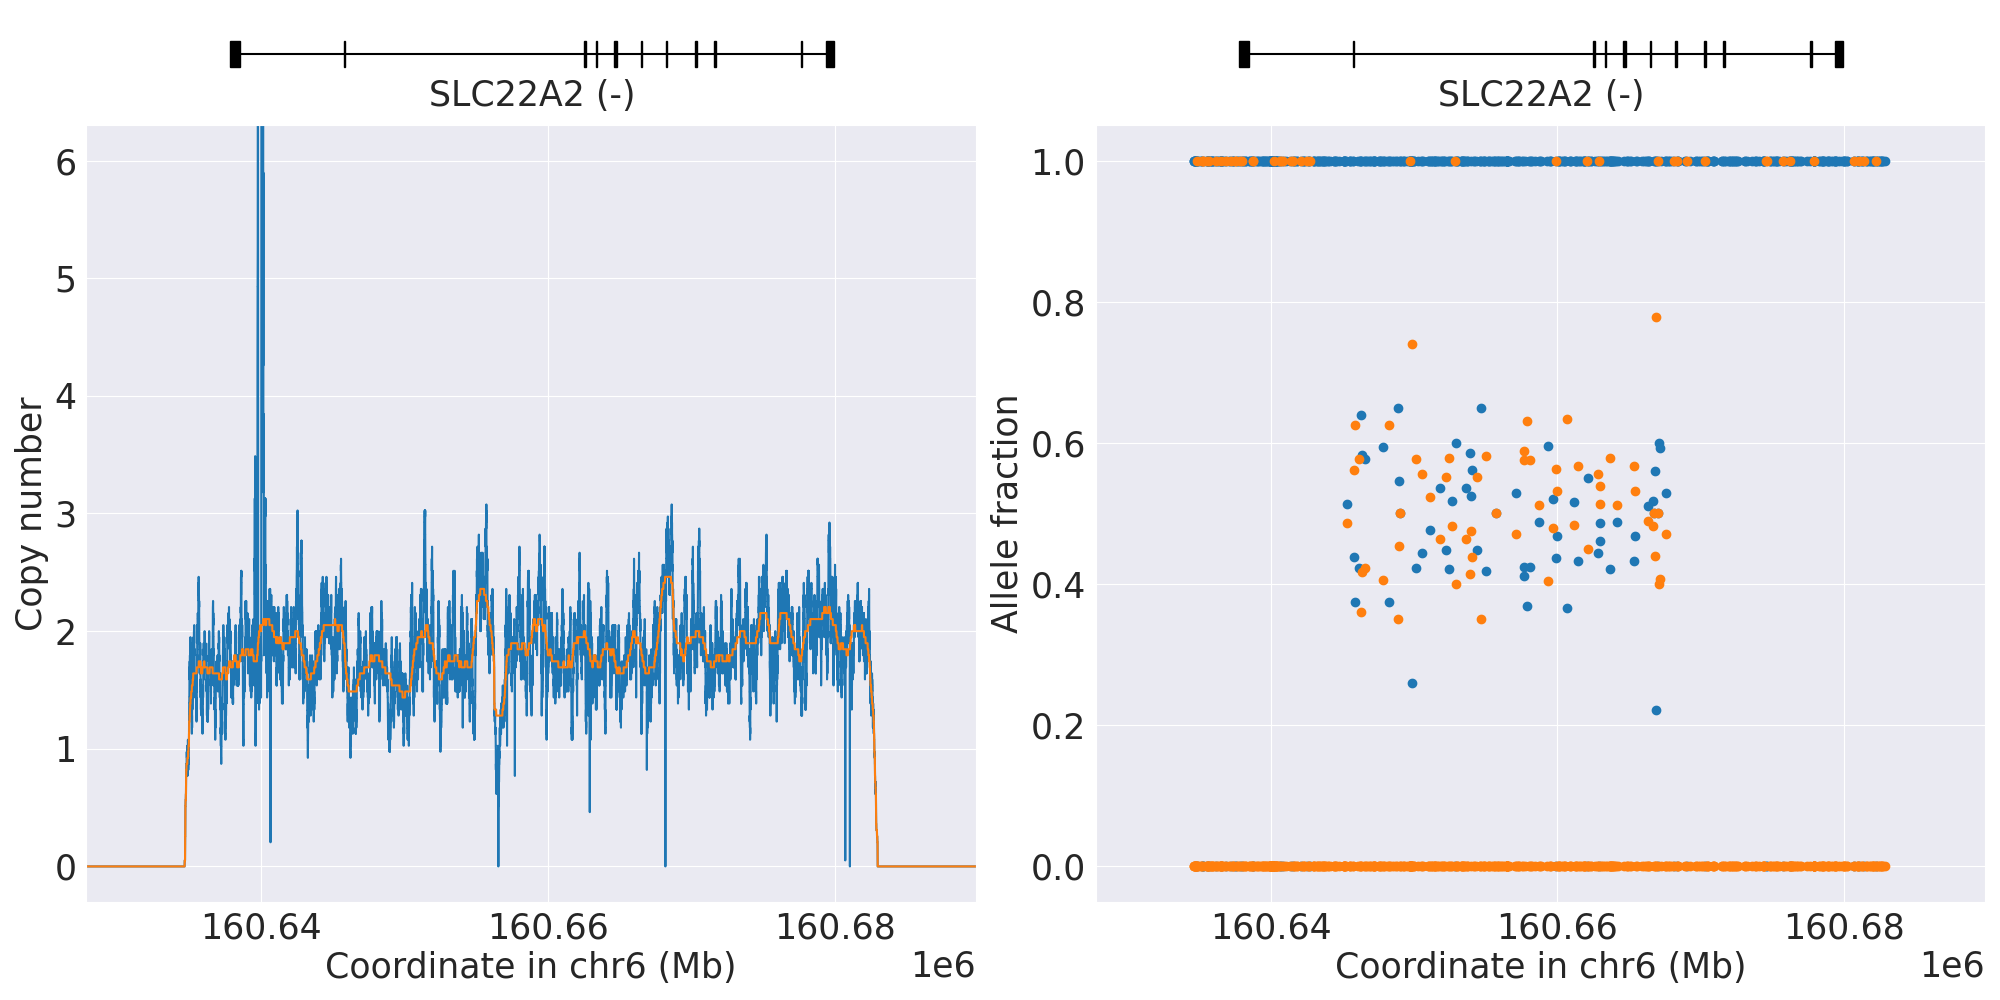 SLC22A2 (-)
6
5
4
3
2
1
0
Copy number
160.64
160.66
160.68
Coordinate in chr6 (Mb)
1e6
SLC22A2 (-)
1.0
0.8
0.6
0.4
0.2
0.0
Allele fraction
160.64
160.66
160.68
Coordinate in chr6 (Mb)
1e6